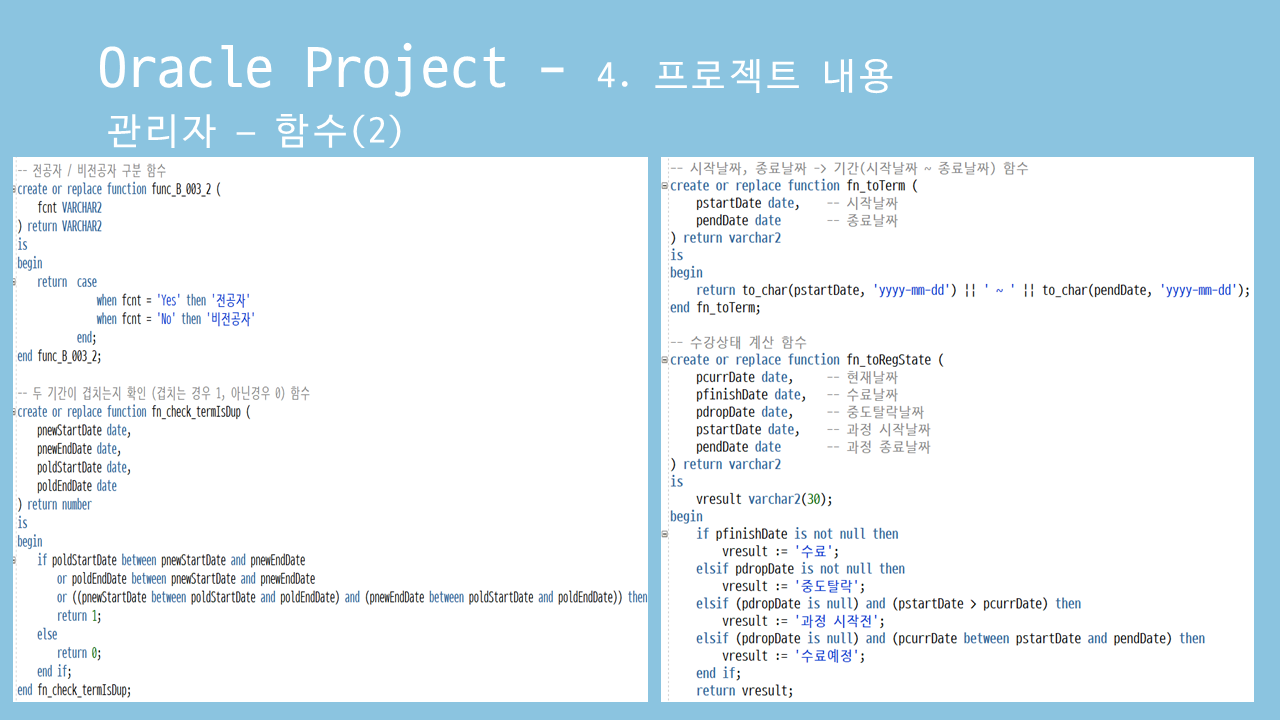 Oracle Project - 4. 프로젝트 내용
관리자 – 함수(2)
-- 전공자 / 비전공자 구분 함수
create or replace function func_B_003_2 (
    fcnt VARCHAR2
) return VARCHAR2
is
begin
    return  case
                when fcnt = 'Yes' then '전공자'
                when fcnt = 'No' then '비전공자'
            end;
end func_B_003_2;
-- 두 기간이 겹치는지 확인 (겹치는 경우 1, 아닌경우 0) 함수
create or replace function fn_check_termIsDup (
    pnewStartDate date,
    pnewEndDate date,
    poldStartDate date,
    poldEndDate date
) return number
is
begin
    if poldStartDate between pnewStartDate and pnewEndDate
        or poldEndDate between pnewStartDate and pnewEndDate
        or ((pnewStartDate between poldStartDate and poldEndDate) and (pnewEndDate between poldStartDate and poldEndDate)) then
        return 1;
    else
        return 0;
    end if;
end fn_check_termIsDup;
-- 시작날짜, 종료날짜 -> 기간(시작날짜 ~ 종료날짜) 함수
create or replace function fn_toTerm (
    pstartDate date,    -- 시작날짜
    pendDate date       -- 종료날짜
) return varchar2
is
begin
    return to_char(pstartDate, 'yyyy-mm-dd') || ' ~ ' || to_char(pendDate, 'yyyy-mm-dd');
end fn_toTerm;
-- 수강상태 계산 함수
create or replace function fn_toRegState (
    pcurrDate date,     -- 현재날짜
    pfinishDate date,   -- 수료날짜
    pdropDate date,     -- 중도탈락날짜
    pstartDate date,    -- 과정 시작날짜
    pendDate date       -- 과정 종료날짜
) return varchar2
is
    vresult varchar2(30);
begin
    if pfinishDate is not null then
        vresult := '수료';
    elsif pdropDate is not null then
        vresult := '중도탈락';
    elsif (pdropDate is null) and (pstartDate > pcurrDate) then
        vresult := '과정 시작전';
    elsif (pdropDate is null) and (pcurrDate between pstartDate and pendDate) then
        vresult := '수료예정';
    end if;
    return vresult;